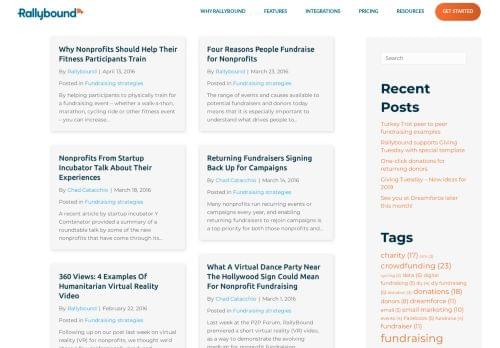 Rallybound
WHY RALLYBOUND
FEATURES
INTEGRATIONS
PRICING
RESOURCES
GET STARTED
Why Nonprofits Should Help Their
Fitness Participants Train
By Rallybound | April 13, 2016
Posted in Fundraising strategies
By helping participants to physically train for
a fundraising event – whether a walk-a-thon,
marathon, cycling ride or other fitness event
– you can increase...
Four Reasons People Fundraise
for Nonprofits
By Rallybound | March 23, 2016
Posted in Fundraising strategies
The range of events and causes available to
potential fundraisers and donors today
means that it is especially important to
understand what drives people to...
Nonprofits From Startup
Incubator Talk About Their
Experiences
By Chad Catacchio | March 18, 2016
Posted in Fundraising strategies
A recent article by startup incubator Y
Combinator provided a summary of a
roundtable talk by some of the new
nonprofits that have come through its...
Returning Fundraisers Signing
Back Up for Campaigns
By Chad Catacchio | March 14, 2016
Posted in Fundraising strategies
Many nonprofits run recurring events or
campaigns every year, and enabling
returning fundraisers to rejoin campaigns is
a top priority for both those nonprofits and...
360 Views: 4 Examples Of
Humanitarian Virtual Reality
Video
By Rallybound | February 22, 2016
Posted in Fundraising strategies
Following up on our post last week on virtual
reality (VR) for nonprofits, we thought we'd
What A Virtual Dance Party Near
The Hollywood Sign Could Mean
For Nonprofit Fundraising
By Chad Catacchio | March 1, 2016
Posted in Fundraising strategies
Last week at the P2P Forum, Rallybound
premiered a short virtual reality (VR) video,
as a way to demonstrate the evolving
Search
Recent
Posts
Turkey Trot peer to peer
fundraising examples
Rallybound supports Giving
Tuesday with special template
One-click donations for
returning donors
Giving Tuesday – New ideas for
2019
See you at Dreamforce later
this month!
Tags
charity (17)
crowdfunding (23)
cycling (3) data (5) digital
fundraising (5) diy (4) diy fundraising
(5) donations (18)
donors (8) dreamforce (11)
email (5) email marketing (10)
events (4) Facebook (5)
fundraiser (11)
fundraising